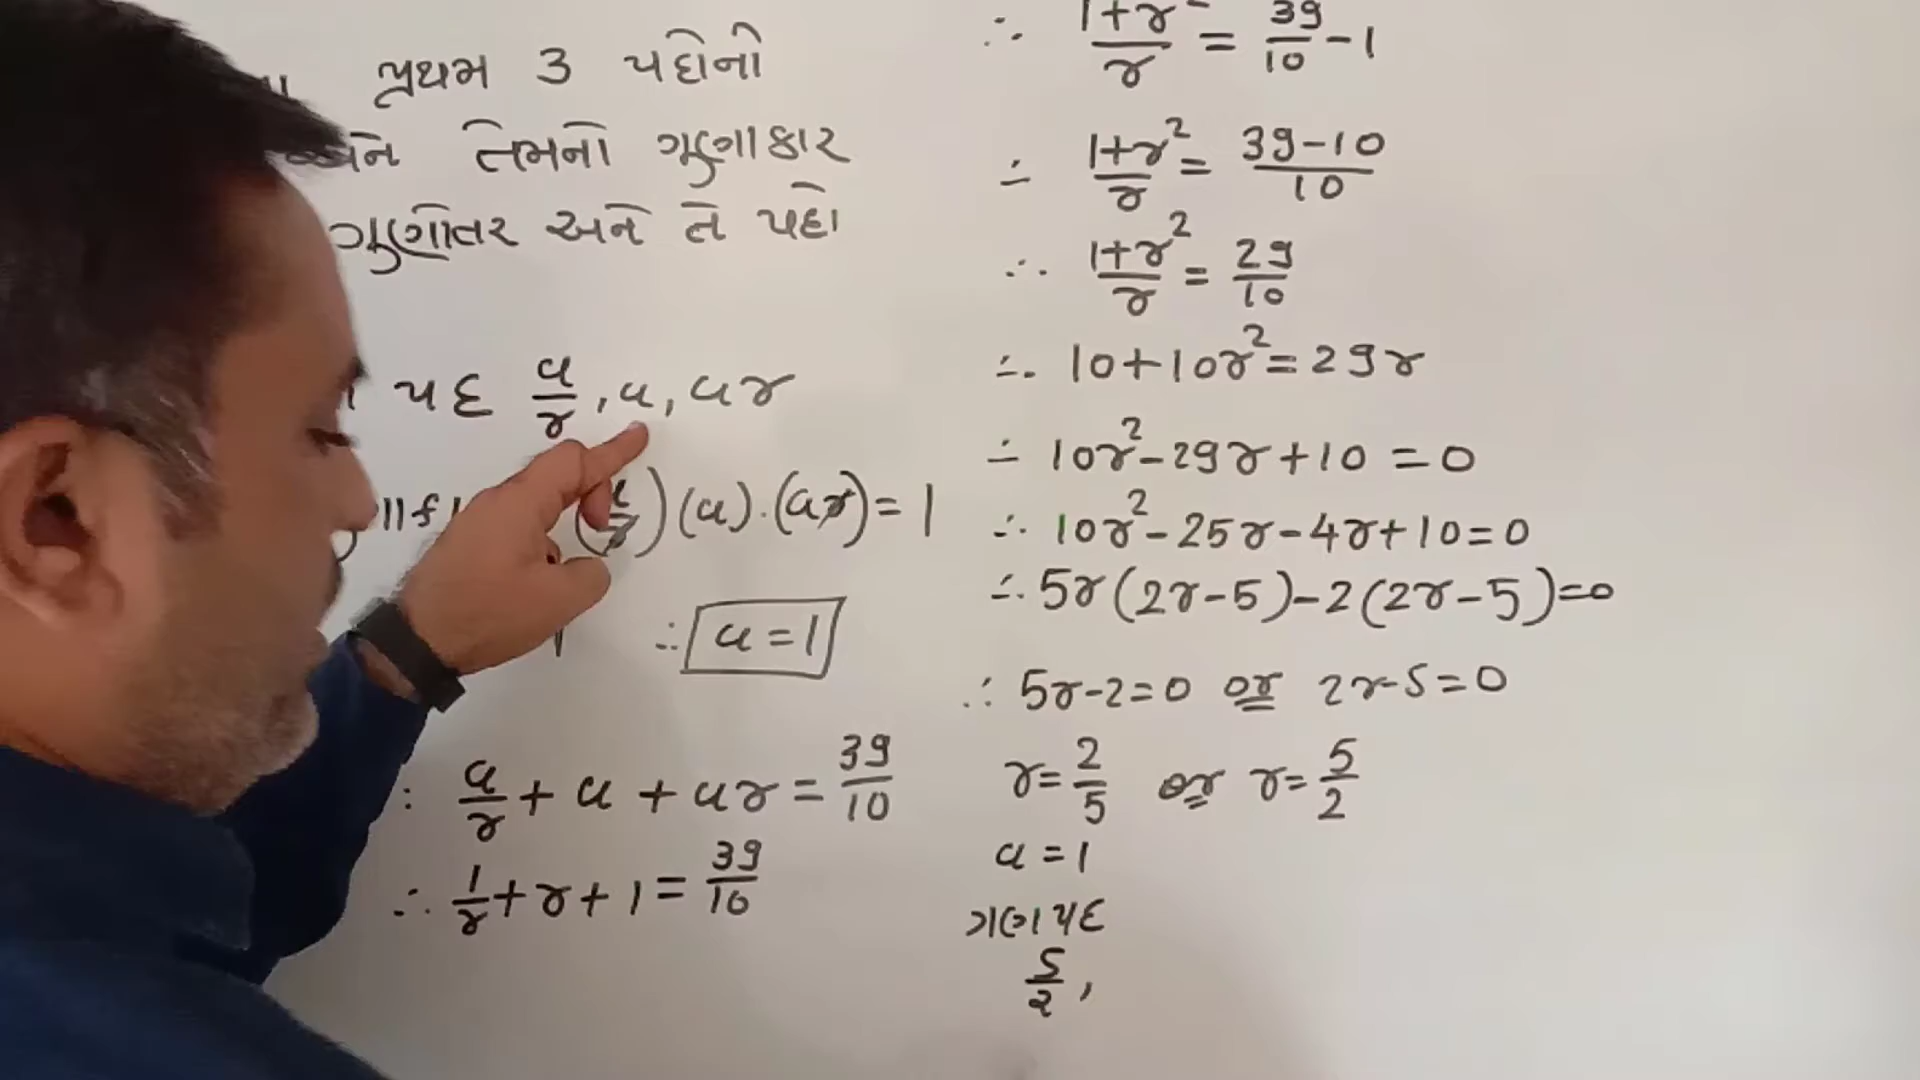 પ્રથમ 3 પદોનો
અને તેમનો ગુણાકાર
ગુણોત્તર અને તે પદો
પદ a/r, a, ar
(a/r)(a).(ar)=1
∴ a=1
: a/r + a + ar = 39/10
∴ 1/r + r + 1 = 39/10
∴ (1+r²)/r = 39/10 - 1
∴ (1+r²)/r = (39-10)/10
∴ (1+r²)/r = 29/10
∴ 10+10r²=29r
∴ 10r²-29r+10=0
∴ 10r²-25r-4r+10=0
∴ 5r(2r-5)-2(2r-5)=0
∴ 5r-2=0 or 2r-5=0
r=2/5 or r=5/2
a=1
ત્રણ પદ
5/2,